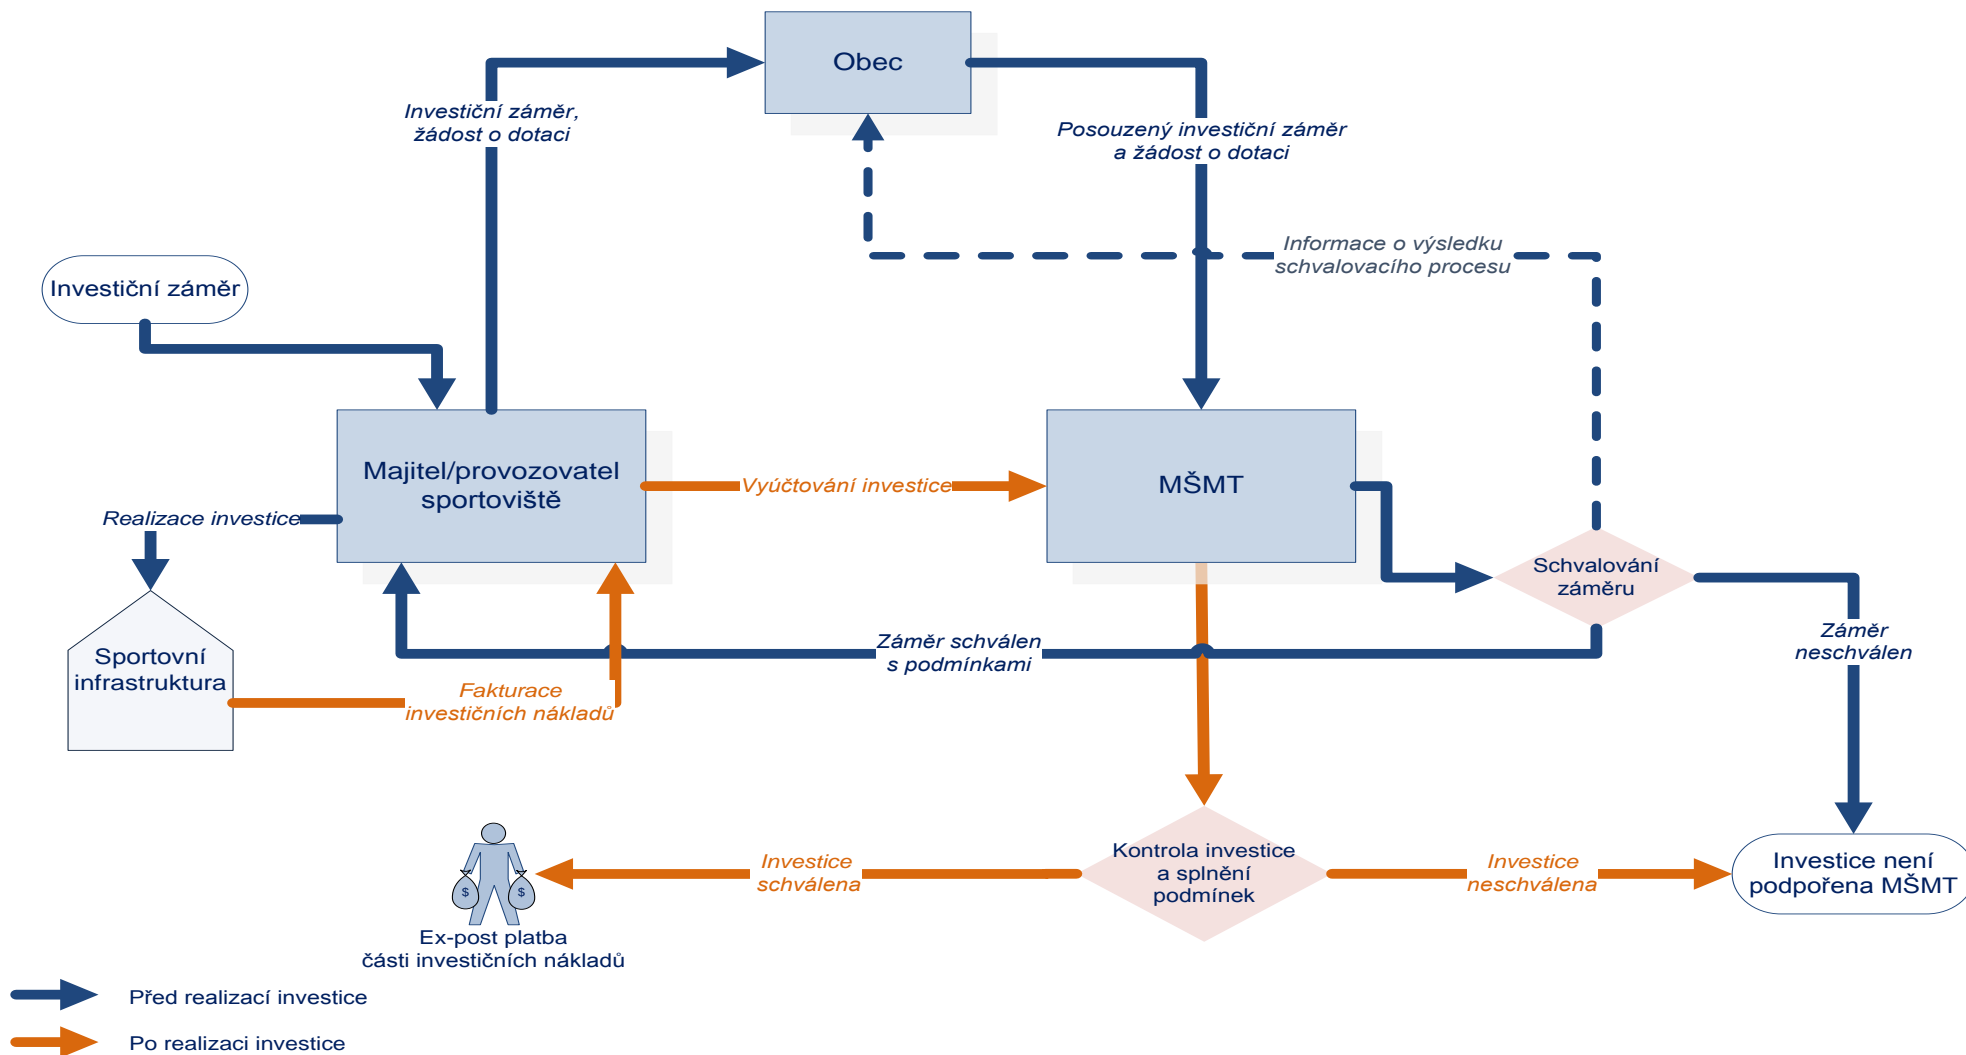 Obec
Investiční záměr,
žádost o dotaci
Posouzený investiční záměr
a žádost o dotaci
Informace o výsledku
schvalovacího procesu
Investiční záměr
Majitel/provozovatel
sportoviště
Vyúčtování investice
MŠMT
Realizace investice
Schvalování
záměru
Záměr schválen
s podmínkami
Záměr
neschválen
Sportovní
infrastruktura
Fakturace
investičních nákladů
Kontrola investice
a splnění
podmínek
Investice
schválena
Investice
neschválena
Investice není
podpořena MŠMT
$ $
Ex-post platba
části investičních nákladů
Před realizací investice
Po realizaci investice